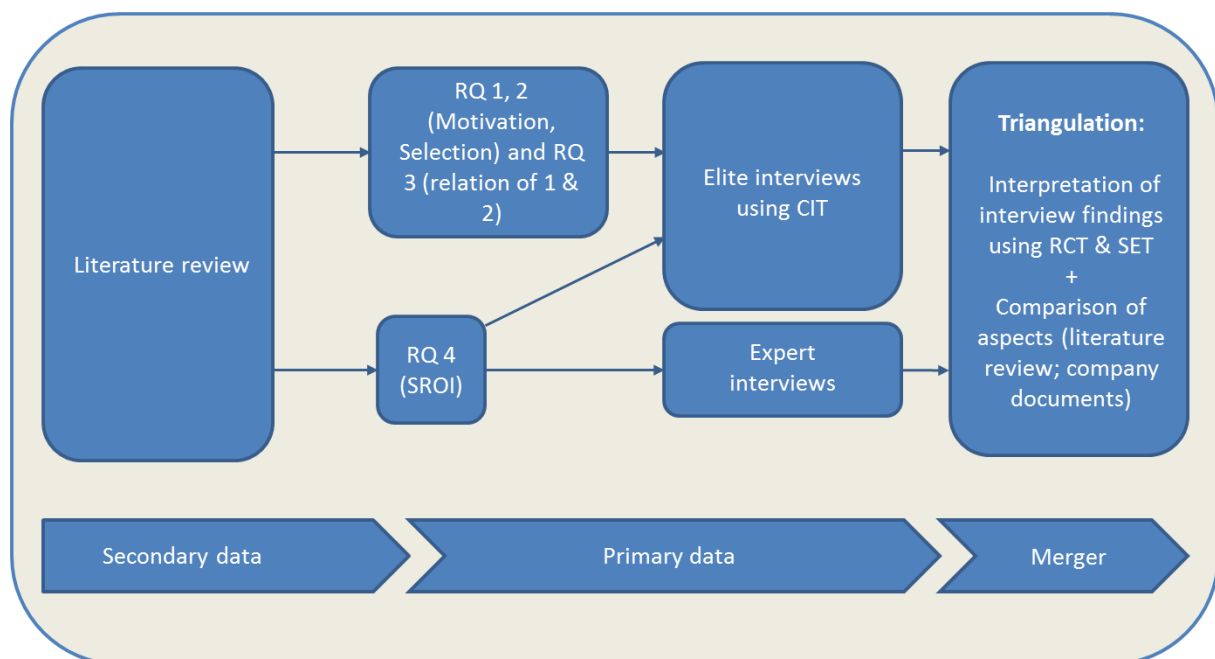 Literature review
RQ 1, 2
(Motivation,
Selection) and RQ
3 (relation of 1 &
2)
RQ 4
(SROI)
Elite interviews
using CIT
Expert
interviews
Triangulation:
Interpretation of
interview findings
using RCT & SET
+
Comparison of
aspects (literature
review; company
documents)
Secondary data
Primary data
Merger